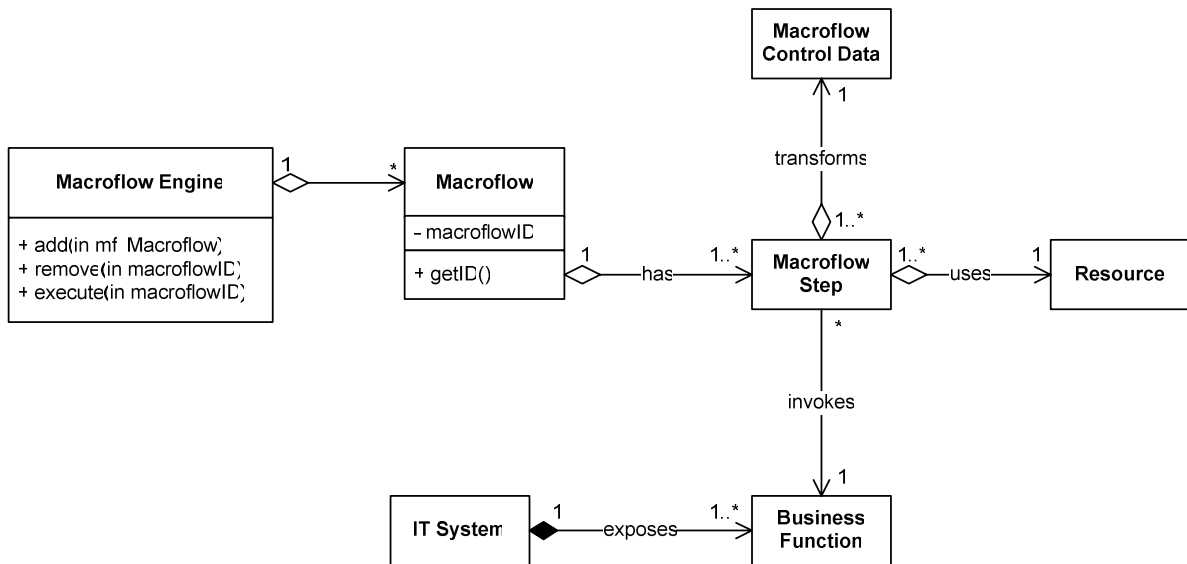 Macroflow
Control Data
1
transforms
1..*
Macroflow Engine
+ add(in mf_Macroflow)
+ remove(in macroflowID)
+ execute(in macroflowID)
1
*
Macroflow
- macroflowID
+ getID()
1
has
1..*
Macroflow
Step
1..*
uses
1
Resource
*
invokes
1
IT System
1
exposes
1..*
Business
Function